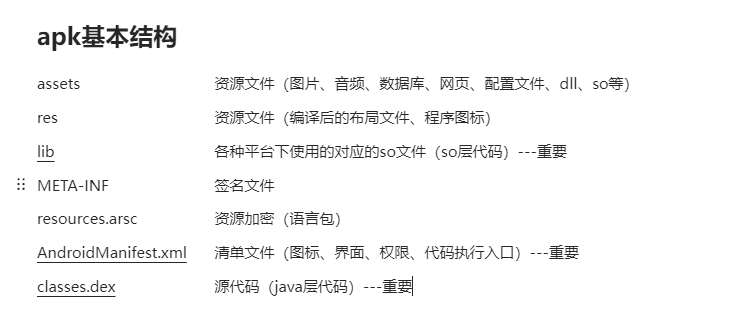 apk基本结构
assets 资源文件（图片、音频、数据库、网页、配置文件、dll、so等）
res 资源文件（编译后的布局文件、程序图标）
lib 各种平台下使用的对应的so文件（so层代码）---重要
META-INF 签名文件
resources.arsc 资源加密（语言包）
AndroidManifest.xml 清单文件（图标、界面、权限、代码执行入口）---重要
classes.dex 源代码（java层代码）---重要